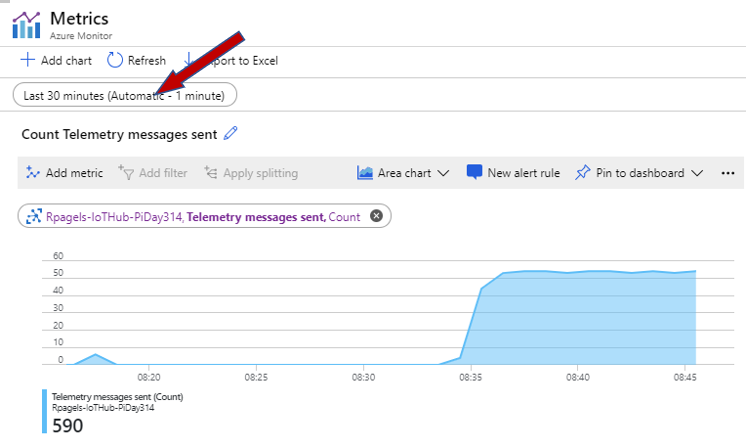 Metrics
Azure Monitor
Add chart Refresh Export to Excel
Last 30 minutes (Automatic - 1 minute)
Count Telemetry messages sent
Add metric Add filter Apply splitting Area chart New alert rule Pin to dashboard ...
Rpagels-IoTHub-PiDay314, Telemetry messages sent, Count
60
50
40
30
20
10
0
08:20 08:25 08:30 08:35 08:40 08:45
Telemetry messages sent (Count)
Rpagels-IoTHub-PiDay314
590